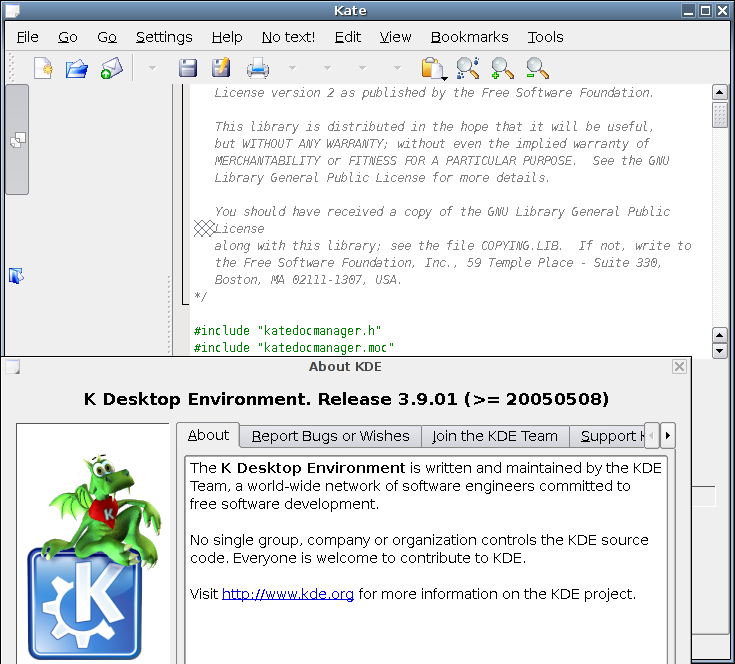 Kate
File Go Go Settings Help No text! Edit View Bookmarks Tools
License version 2 as published by the Free Software Foundation.
This library is distributed in the hope that it will be useful,
but WITHOUT ANY WARRANTY; without even the implied warranty of
MERCHANTABILITY or FITNESS FOR A PARTICULAR PURPOSE.  See the GNU
Library General Public License for more details.
You should have received a copy of the GNU Library General Public
License
along with this library; see the file COPYING.LIB.  If not, write to
the Free Software Foundation, Inc., 59 Temple Place - Suite 330,
Boston, MA 02111-1307, USA.
*/
#include "katedocmanager.h"
#include "katedocmanager.moc"
About KDE
K Desktop Environment. Release 3.9.01 (>= 20050508)
About Report Bugs or Wishes Join the KDE Team Support
The K Desktop Environment is written and maintained by the KDE
Team, a world-wide network of software engineers committed to
free software development.
No single group, company or organization controls the KDE source
code. Everyone is welcome to contribute to KDE.
Visit http://www.kde.org for more information on the KDE project.
K
K